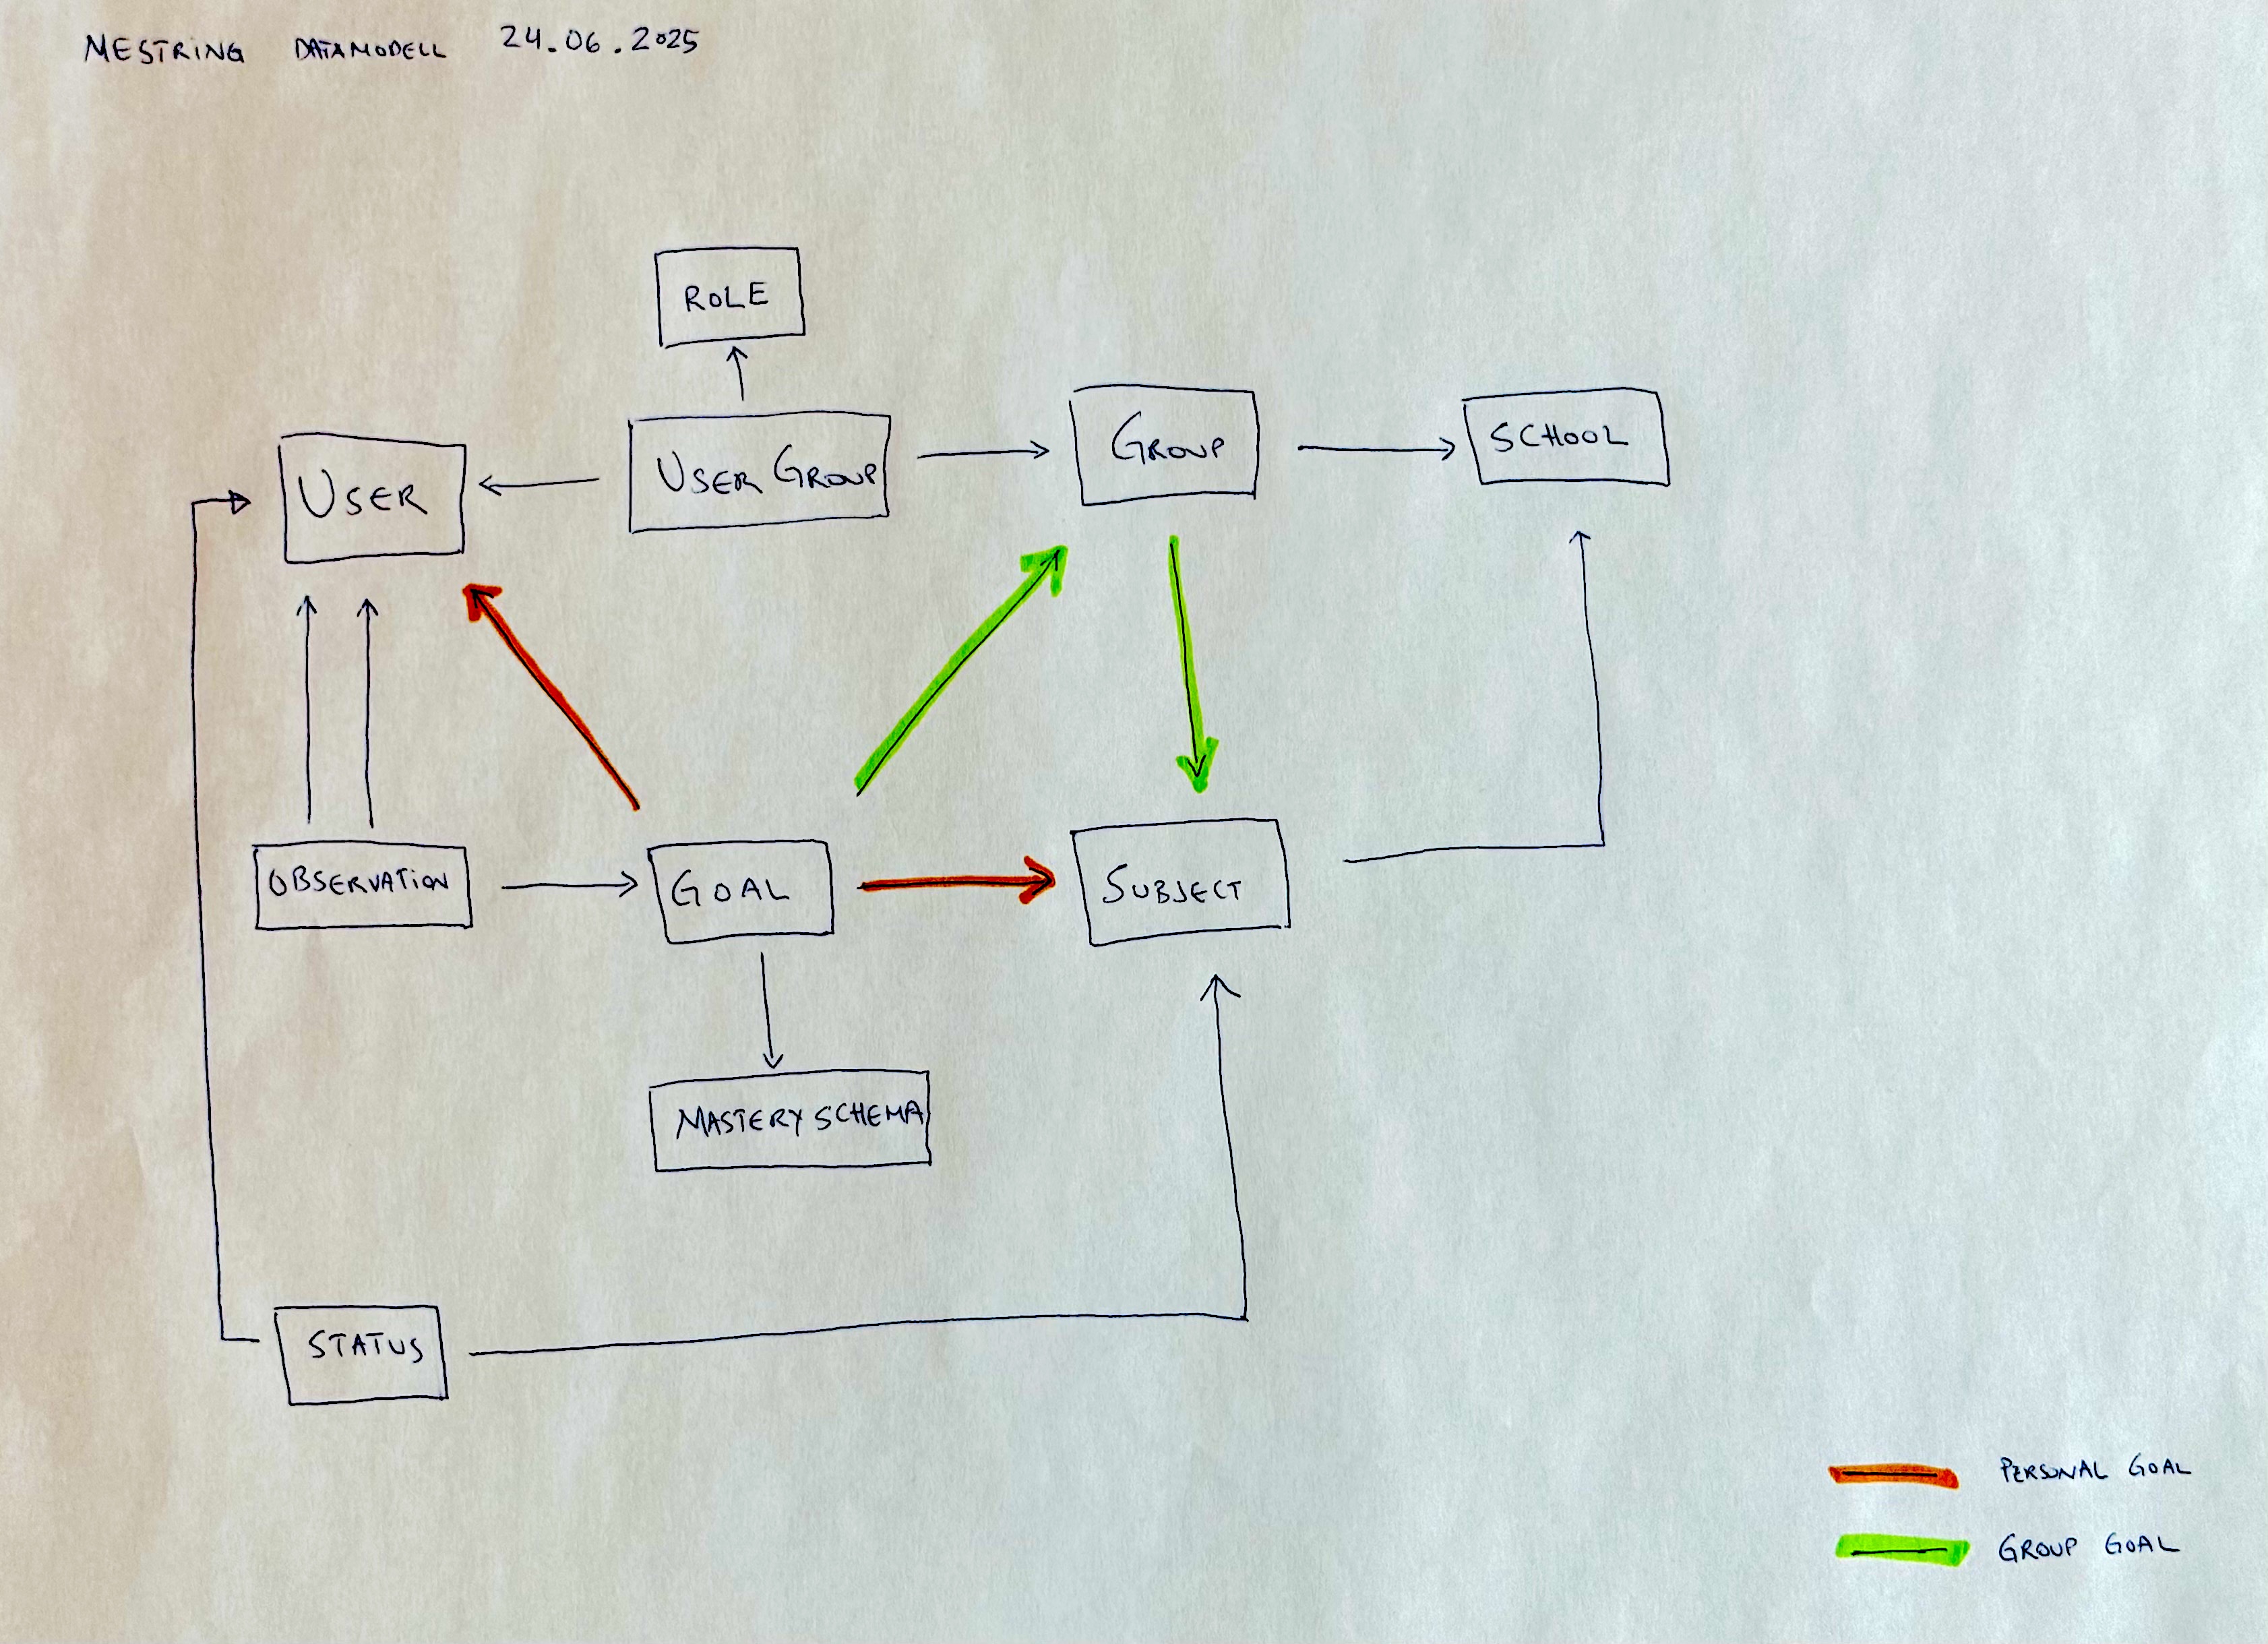 MESTRING DATAMODELL 24.06.2025
ROLE
USER
USER GROUP
GROUP
SCHOOL
OBSERVATION
GOAL
SUBJECT
MASTERY SCHEMA
STATUS
PERSONAL GOAL
GROUP GOAL